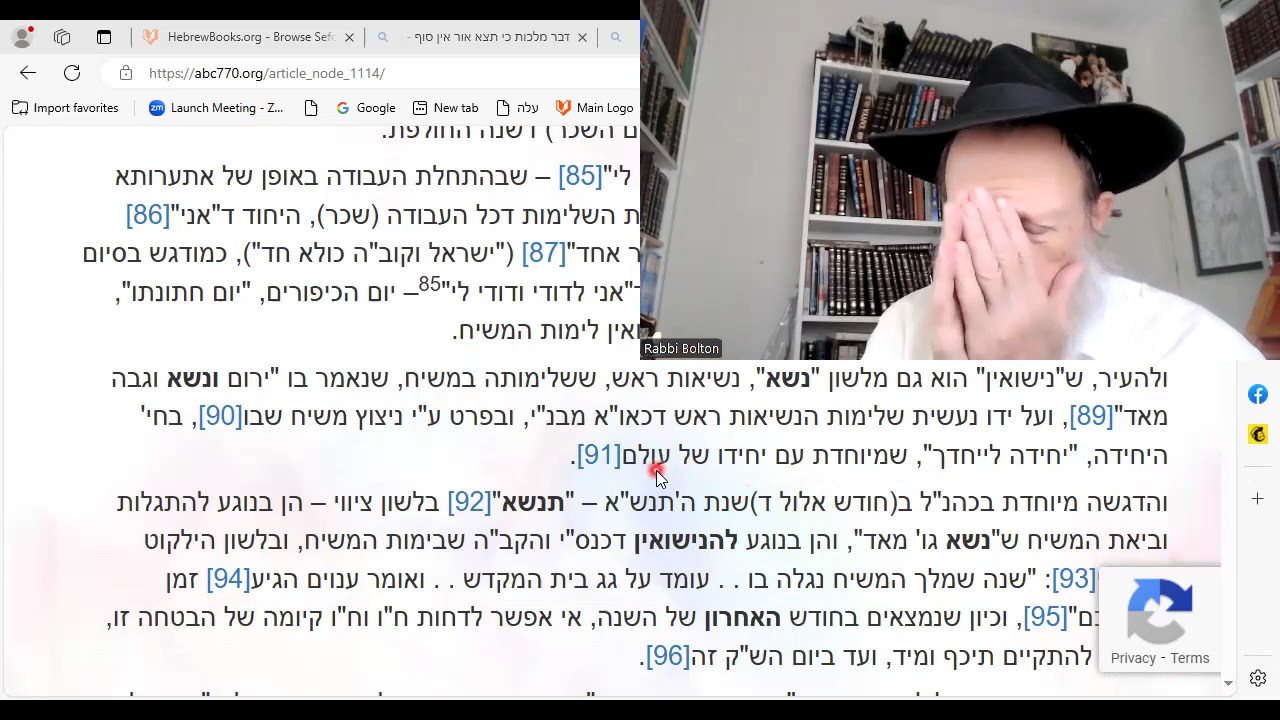 HebrewBooks.org - Browse Sefo
דבר מלכות כי תצא אור אין סוף -
https://abc770.org/article_node_1114/
Import favorites
Launch Meeting - Z...
Google
New tab
עלה
Main Logo
ם השכר) דשנה החולפת.
לי"[85] – שבהתחלת העבודה באופן של אתערותא
ת השלימות דכל העבודה (שכר), היחוד ד"אני"[86]
ר אחד"[87] ("ישראל וקוב"ה כולא חד"), כמודגש בסיום
ד"אני לדודי ודודי לי"85– יום הכיפורים, "יום חתונתו",
ואין לימות המשיח.
Rabbi Bolton
ולהעיר, ש"נישואין" הוא גם מלשון "נשא", נשיאות ראש, ששלימותה במשיח, שנאמר בו "ירום ונשא וגבה
מאד"[89], ועל ידו נעשית שלימות הנשיאות ראש דכאו"א מבנ"י, ובפרט ע"י ניצוץ משיח שבו[90], בחי'
היחידה, "יחידה לייחדך", שמיוחדת עם יחידו של עולם[91].
והדגשה מיוחדת בכהנ"ל ב(חודש אלול ד)שנת ה'תנש"א – "תנשא"[92] בלשון ציווי – הן בנוגע להתגלות
וביאת המשיח ש"נשא גו' מאד", והן בנוגע להנישואין דכנס"י והקב"ה שבימות המשיח, ובלשון הילקוט
[93]: "שנה שמלך המשיח נגלה בו . . עומד על גג בית המקדש . . ואומר ענוים הגיע[94] זמן
כם"[95], וכיון שנמצאים בחודש האחרון של השנה, אי אפשר לדחות ח"ו וח"ו קיומה של הבטחה זו,
להתקיים תיכף ומיד, ועד ביום הש"ק זה[96].
Privacy - Terms